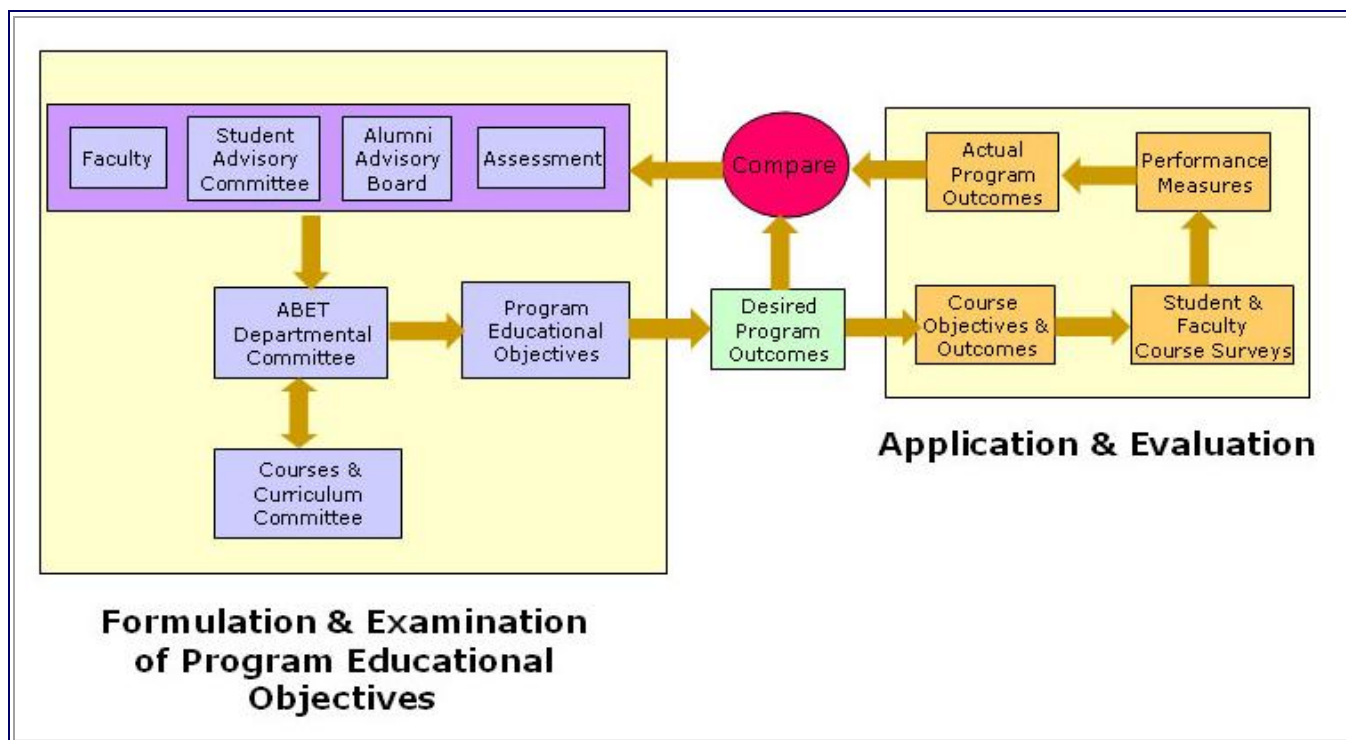 Faculty
Student
Advisory
Committee
Alumni
Advisory
Board
Assessment
Compare
Actual
Program
Outcomes
Performance
Measures
ABET
Departmental
Committee
Program
Educational
Objectives
Desired
Program
Outcomes
Course
Objectives &
Outcomes
Student &
Faculty
Course Surveys
Courses &
Curriculum
Committee
Application & Evaluation
Formulation & Examination
of Program Educational
Objectives